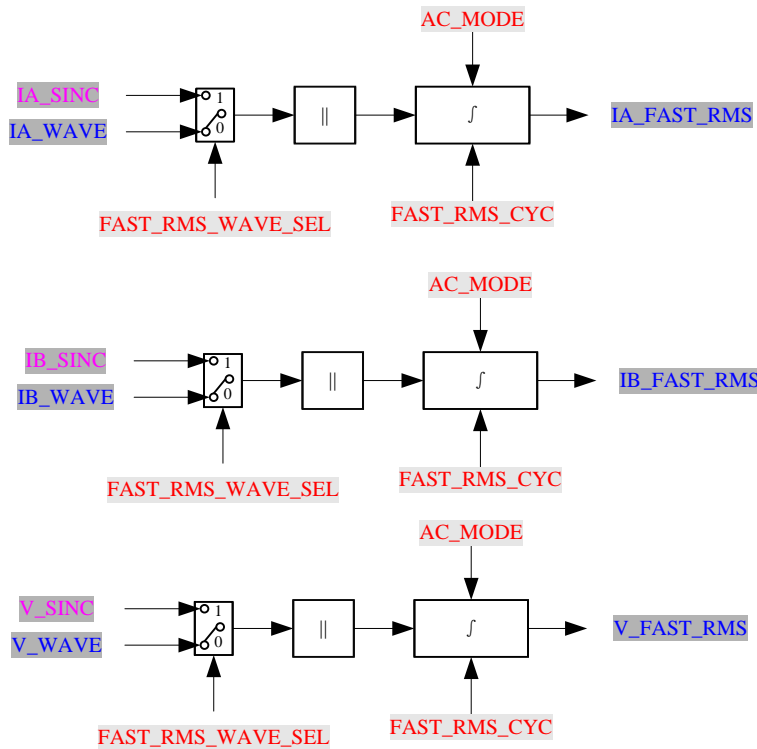 AC_MODE
IA_SINC
1
||
∫
IA_FAST_RMS
IA_WAVE
0
FAST_RMS_WAVE_SEL
FAST_RMS_CYC
AC_MODE
IB_SINC
1
||
∫
IB_FAST_RMS
IB_WAVE
0
FAST_RMS_WAVE_SEL
FAST_RMS_CYC
AC_MODE
V_SINC
1
||
∫
V_FAST_RMS
V_WAVE
0
FAST_RMS_WAVE_SEL
FAST_RMS_CYC